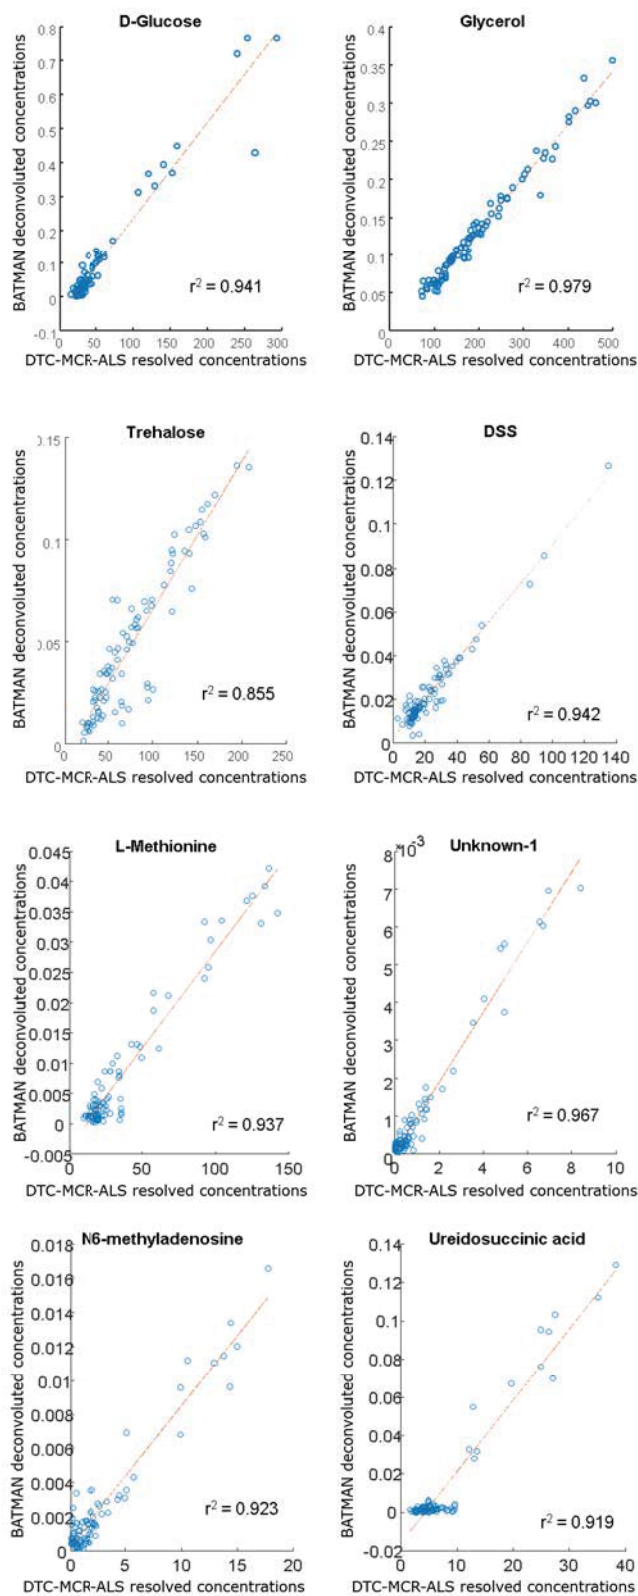 D-Glucose
BATMAN deconvoluted concentrations
0.8
0.7
0.6
0.5
0.4
0.3
0.2
0.1
0
-0.1
r² = 0.941
0 50 100 150 200 250 300
DTC-MCR-ALS resolved concentrations
Glycerol
BATMAN deconvoluted concentrations
0.4
0.35
0.3
0.25
0.2
0.15
0.1
0.05
0
r² = 0.979
0 100 200 300 400 500
DTC-MCR-ALS resolved concentrations
Trehalose
BATMAN deconvoluted concentrations
0.15
0.1
0.05
0
r² = 0.855
0 50 100 150 200 250
DTC-MCR-ALS resolved concentrations
DSS
BATMAN deconvoluted concentrations
0.14
0.12
0.1
0.08
0.06
0.04
0.02
0
r² = 0.942
0 20 40 60 80 100 120 140
DTC-MCR-ALS resolved concentrations
L-Methionine
BATMAN deconvoluted concentrations
0.045
0.04
0.035
0.03
0.025
0.02
0.015
0.01
0.005
0
-0.005
r² = 0.937
0 50 100 150
DTC-MCR-ALS resolved concentrations
Unknown-1
×10⁻³
BATMAN deconvoluted concentrations
8
7
6
5
4
3
2
1
0
r² = 0.967
0 2 4 6 8 10
DTC-MCR-ALS resolved concentrations
N6-methyladenosine
BATMAN deconvoluted concentrations
0.018
0.016
0.014
0.012
0.01
0.008
0.006
0.004
0.002
0
r² = 0.923
0 5 10 15 20
DTC-MCR-ALS resolved concentrations
Ureidosuccinic acid
BATMAN deconvoluted concentrations
0.14
0.12
0.1
0.08
0.06
0.04
0.02
0
-0.02
r² = 0.919
0 10 20 30 40
DTC-MCR-ALS resolved concentrations